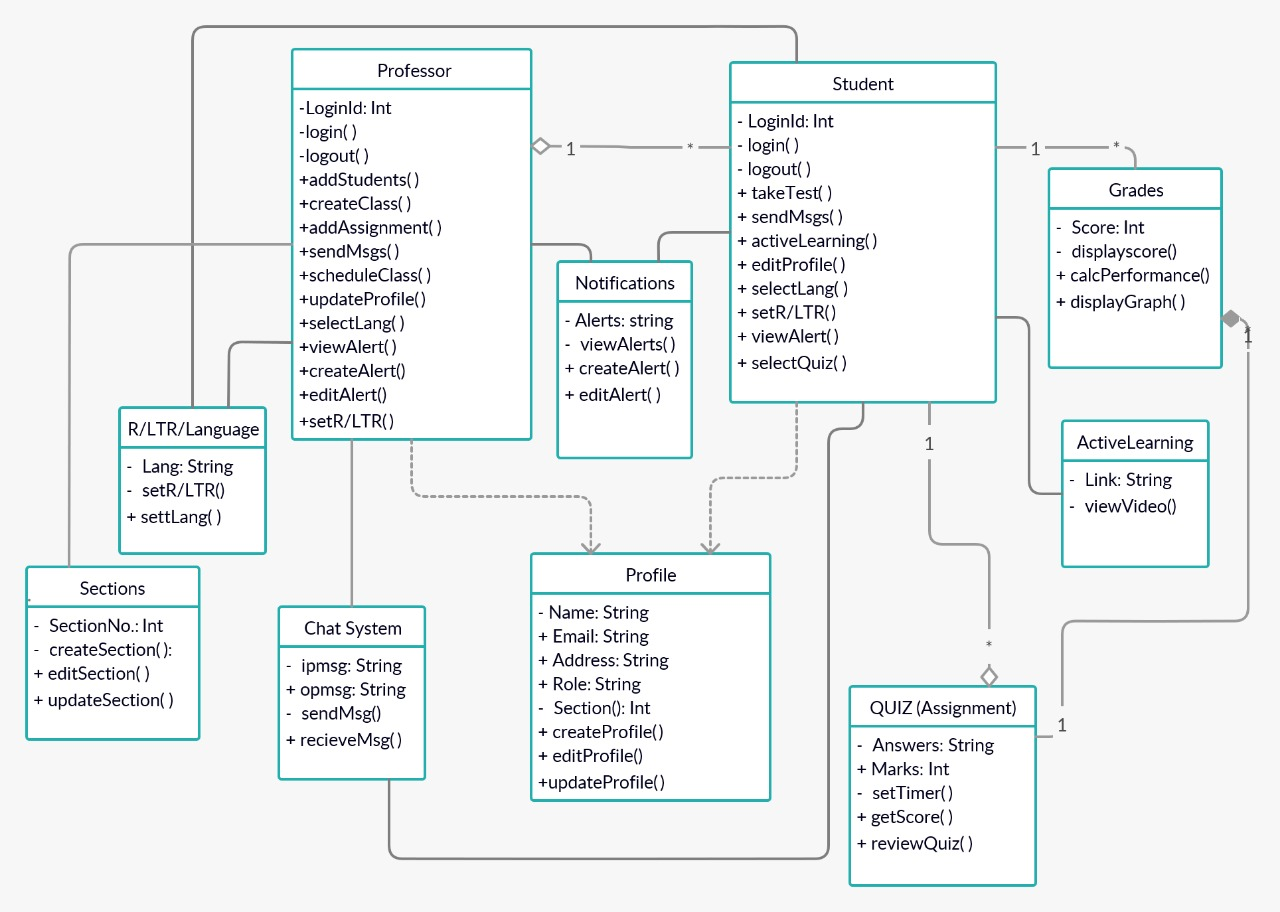 Professor
-LoginId: Int
-login( )
-logout( )
+addStudents( )
+createClass( )
+addAssignment( )
+sendMsgs( )
+scheduleClass( )
+updateProfile( )
+selectLang( )
+viewAlert( )
+createAlert()
+editAlert()
+setR/LTR()
1
*
Student
- LoginId: Int
- login( )
- logout( )
+ takeTest( )
+ sendMsgs( )
+ activeLearning( )
+ editProfile( )
+ selectLang( )
+ setR/LTR( )
+ viewAlert( )
+ selectQuiz( )
1
*
Grades
- Score: Int
- displayscore()
+ calcPerformance()
+ displayGraph( )
1
Notifications
- Alerts: string
- viewAlerts()
+ createAlert( )
+ editAlert( )
R/LTR/Language
- Lang: String
- setR/LTR()
+ settLang( )
ActiveLearning
- Link: String
- viewVideo()
1
*
Sections
- SectionNo.: Int
- createSection( ):
+ editSection( )
+ updateSection( )
Chat System
- ipmsg: String
+ opmsg: String
- sendMsg()
+ recieveMsg( )
Profile
- Name: String
+ Email: String
+ Address: String
+ Role: String
- Section(): Int
+ createProfile( )
+ editProfile()
+updateProfile( )
QUIZ (Assignment)
- Answers: String
+ Marks: Int
- setTimer( )
+ getScore( )
+ reviewQuiz( )
1